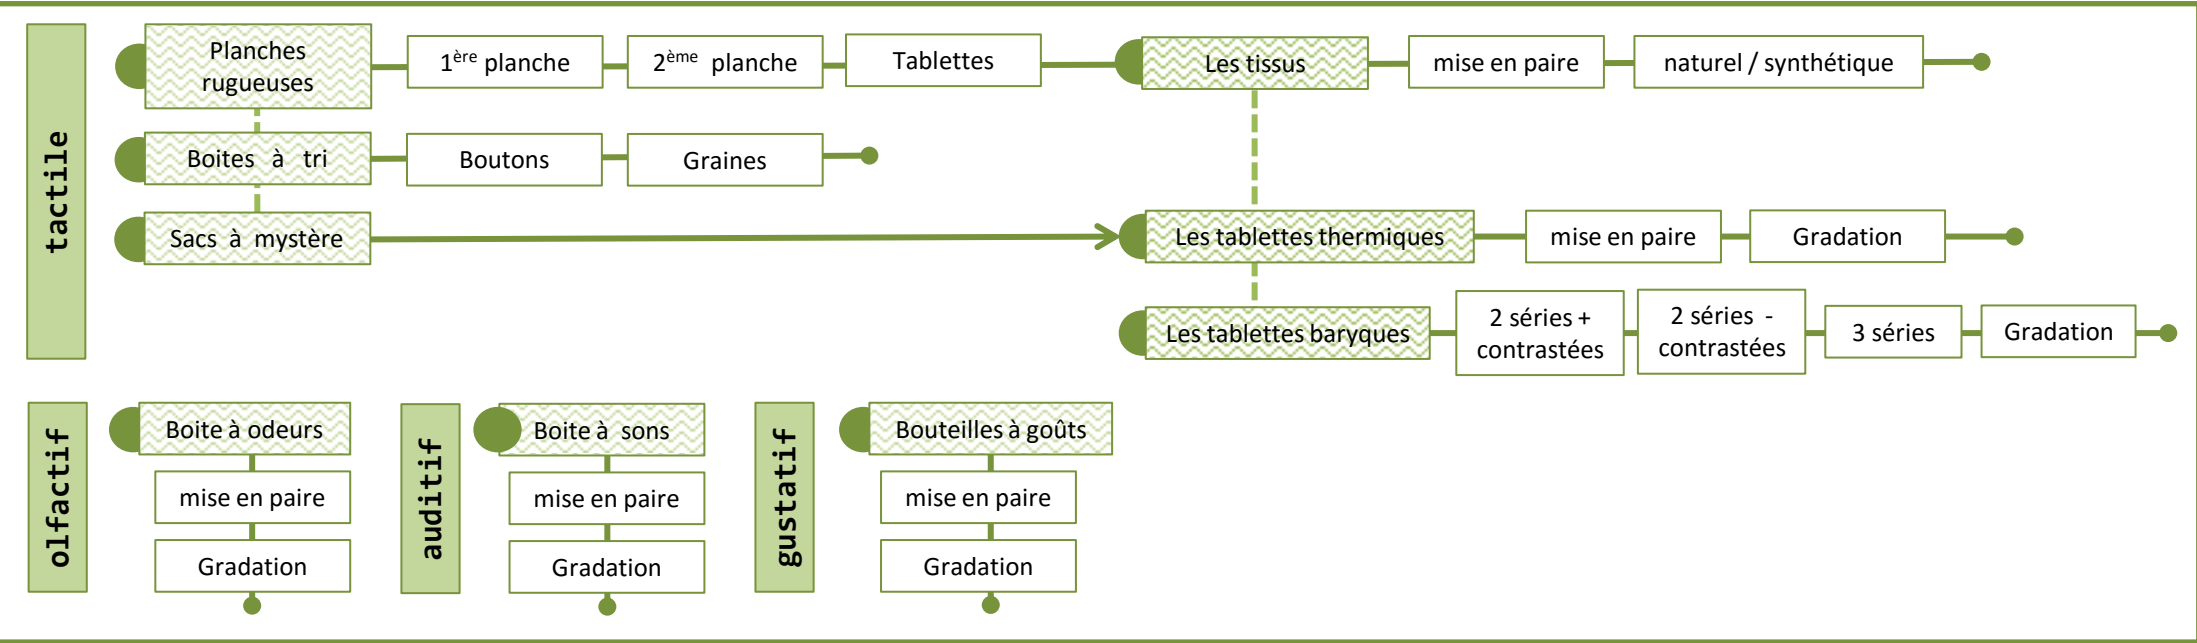 tactile
Planches
rugueuses
1ère planche
2ème planche
Tablettes
Les tissus
mise en paire
naturel / synthétique
Boites à tri
Boutons
Graines
Sacs à mystère
Les tablettes thermiques
mise en paire
Gradation
Les tablettes baryques
2 séries +
contrastées
2 séries -
contrastées
3 séries
Gradation
olfactif
Boite à odeurs
mise en paire
Gradation
auditif
Boite à sons
mise en paire
Gradation
gustatif
Bouteilles à goûts
mise en paire
Gradation